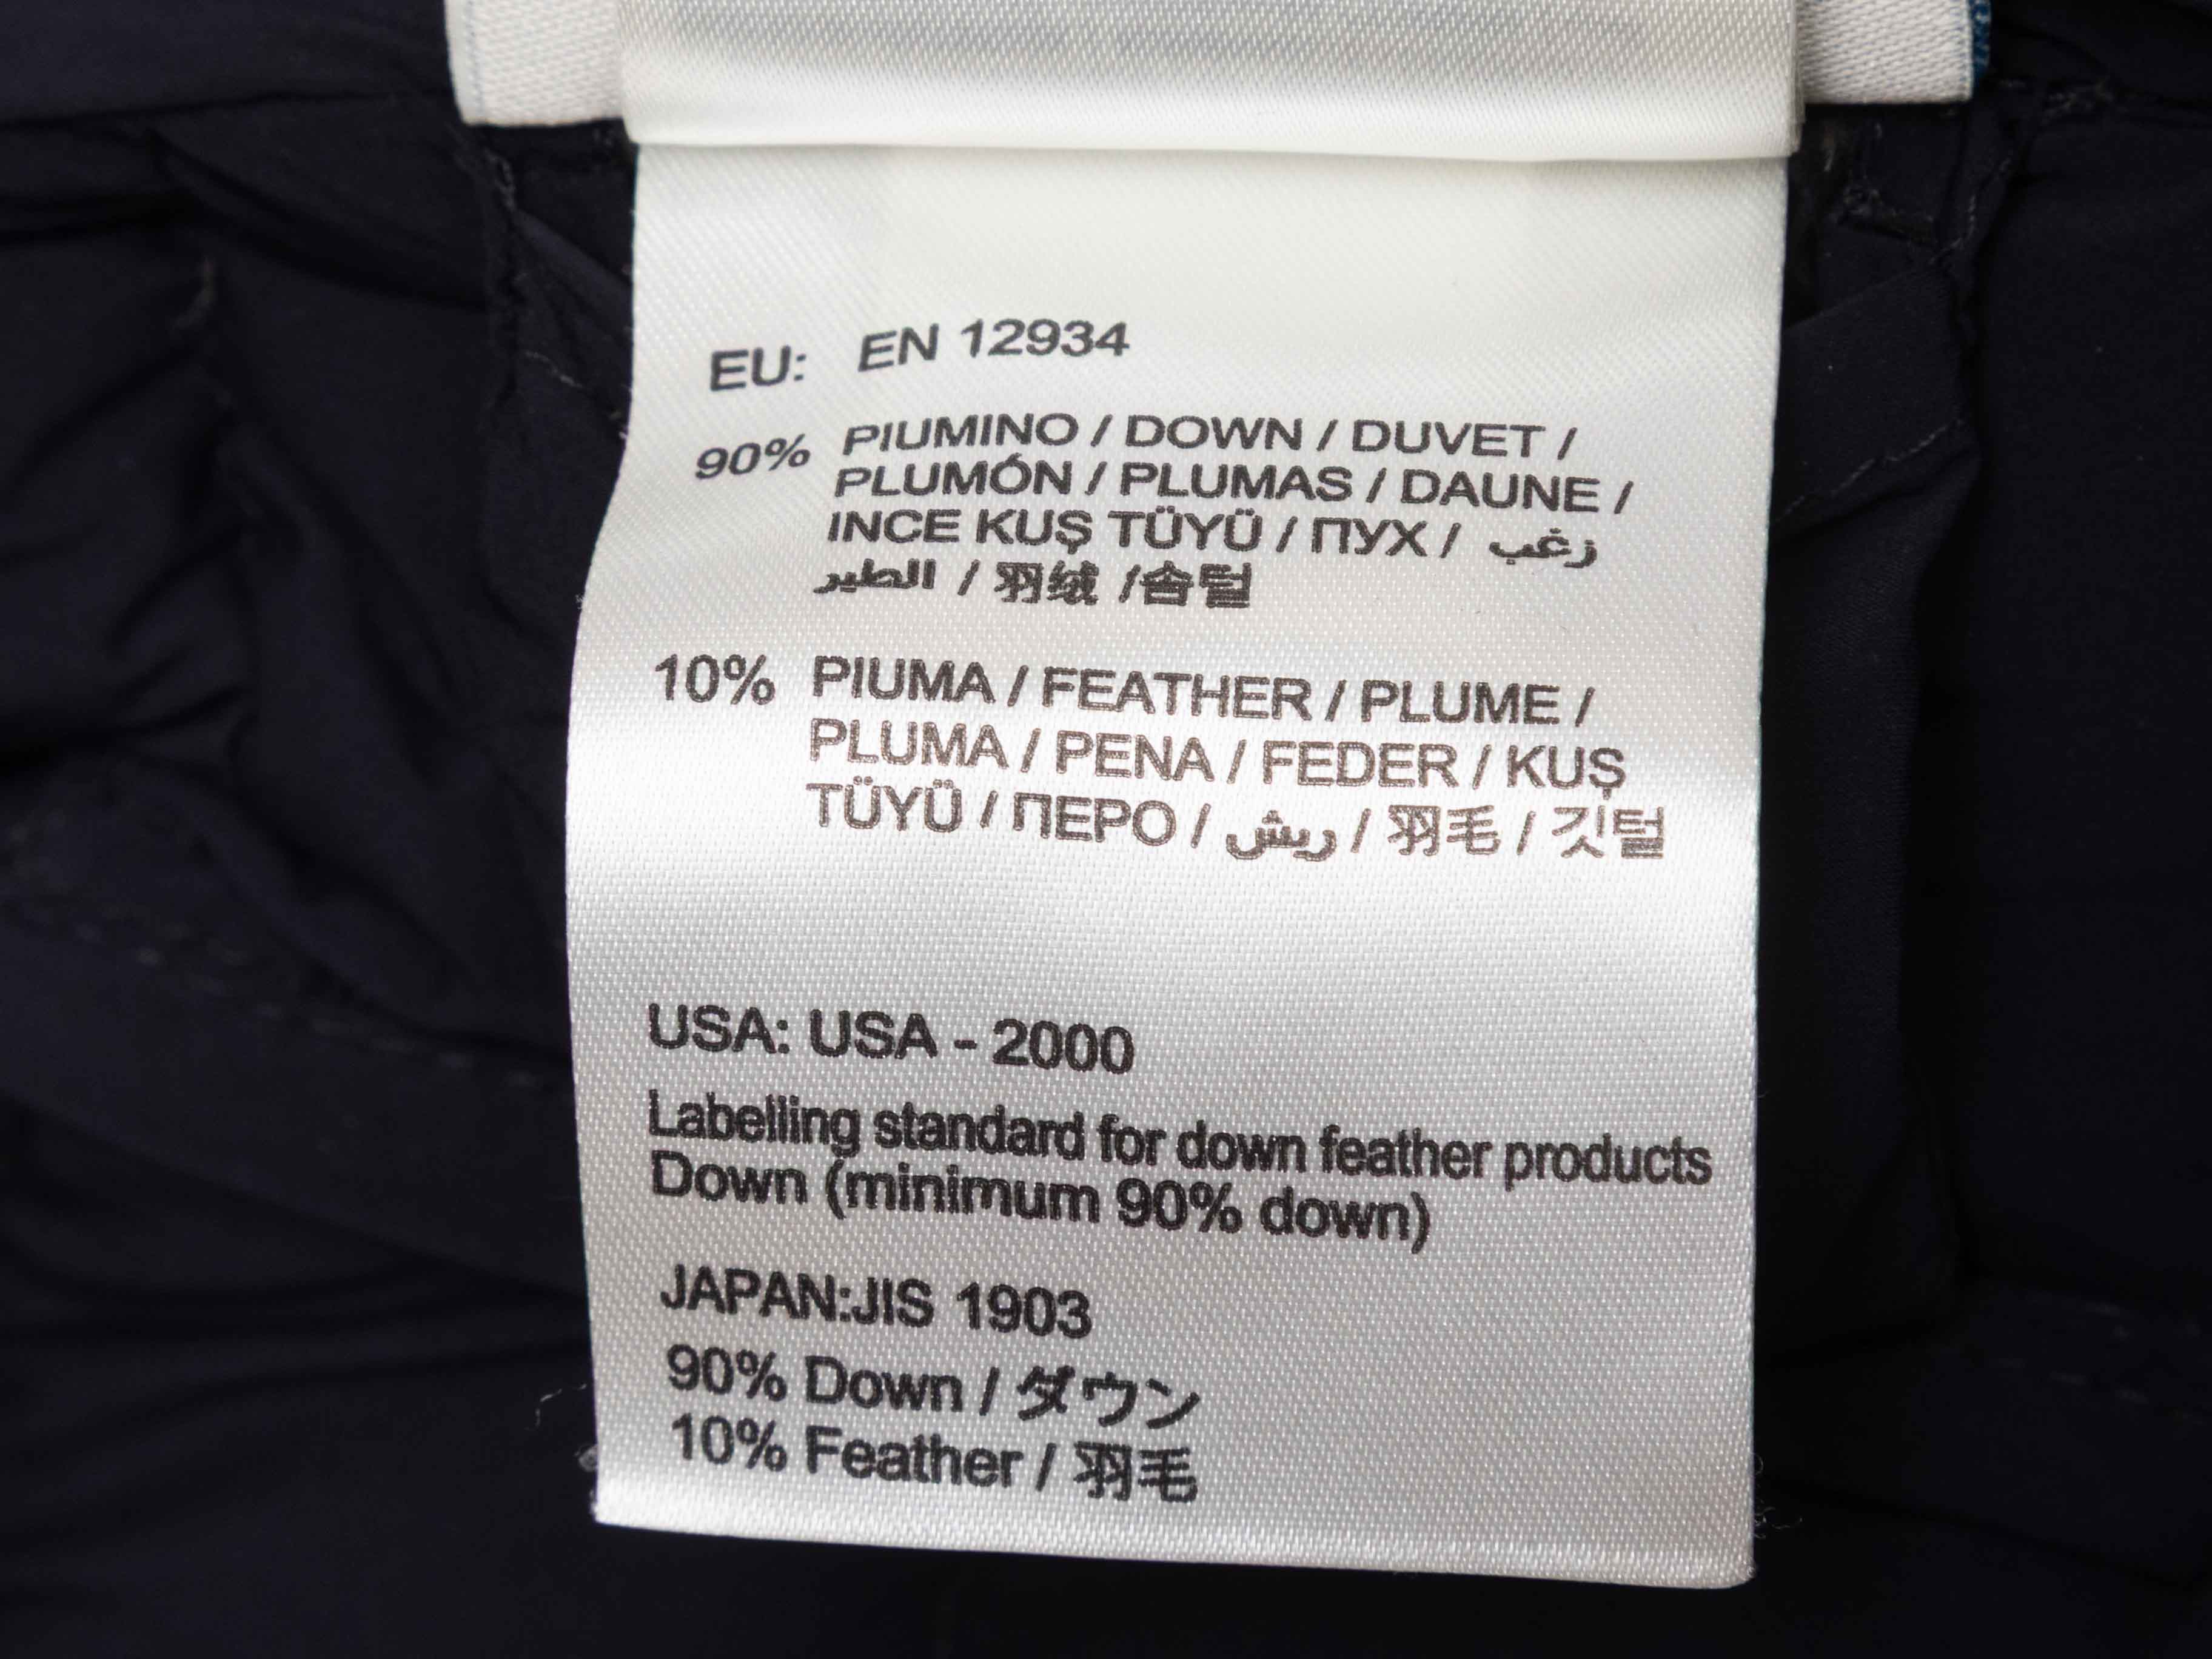 EU: EN 12934
90% PIUMINO / DOWN / DUVET /
PLUMÓN / PLUMAS / DAUNE /
INCE KUŞ TÜYÜ / ПУХ / زغب
الطير / 羽绒 /솜털
10% PIUMA / FEATHER / PLUME /
PLUMA / PENA / FEDER / KUŞ
TÜYÜ / ПЕРО / ريش / 羽毛 / 깃털
USA: USA - 2000
Labelling standard for down feather products
Down (minimum 90% down)
JAPAN:JIS 1903
90% Down / ダウン
10% Feather / 羽毛